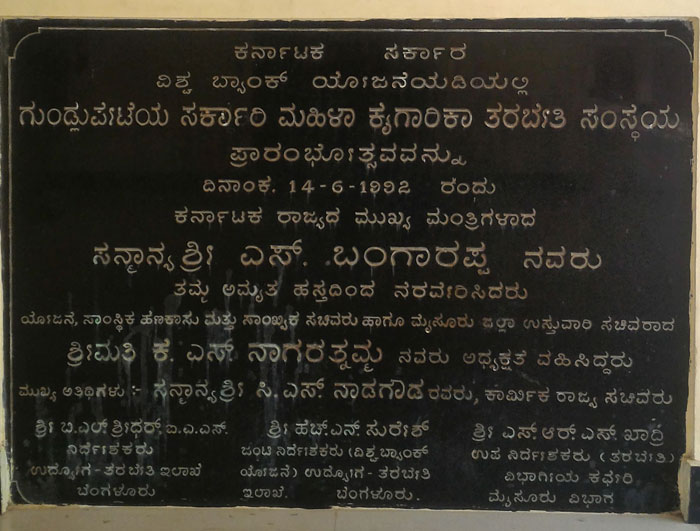 ಕರ್ನಾಟಕ ಸರ್ಕಾರ
ವಿಶ್ವ ಬ್ಯಾಂಕ್ ಯೋಜನೆಯಡಿಯಲ್ಲಿ
ಗುಂಡ್ಲುಪೇಟೆಯ ಸರ್ಕಾರಿ ಮಹಿಳಾ ಕೈಗಾರಿಕಾ ತರಬೇತಿ ಸಂಸ್ಥೆಯ
ಪ್ರಾರಂಭೋತ್ಸವವನ್ನು
ದಿನಾಂಕ. 14-6-1992 ರಂದು
ಕರ್ನಾಟಕ ರಾಜ್ಯದ ಮುಖ್ಯ ಮಂತ್ರಿಗಳಾದ
ಸನ್ಮಾನ್ಯ ಶ್ರೀ ಎಸ್. ಬಂಗಾರಪ್ಪ ನವರು
ತಮ್ಮ ಅಮೃತ ಹಸ್ತದಿಂದ ನೆರವೇರಿಸಿದರು
ಯೋಜನೆ, ಸಾಂಸ್ಥಿಕ ಹಣಕಾಸು ಮತ್ತು ಸಾಂಖ್ಯಿಕ ಸಚಿವರು ಹಾಗೂ ಮೈಸೂರು ಜಿಲ್ಲಾ ಉಸ್ತುವಾರಿ ಸಚಿವರಾದ
ಶ್ರೀಮತಿ ಕೆ. ಎಸ್ ನಾಗರತ್ನಮ್ಮ ನವರು ಅಧ್ಯಕ್ಷತೆ ವಹಿಸಿದ್ದರು
ಮುಖ್ಯ ಅತಿಥಿಗಳು :- ಸನ್ಮಾನ್ಯ ಶ್ರೀ ಸಿ. ಎಸ್. ನಾಡಗೌಡ ರವರು, ಕಾರ್ಮಿಕ ರಾಜ್ಯ ಸಚಿವರು
ಶ್ರೀ ಬಿ.ಎಲ್ ಶ್ರೀಧರ್, ಐ.ಎ.ಎಸ್.
ನಿರ್ದೇಶಕರು
ಉದ್ಯೋಗ - ತರಬೇತಿ ಇಲಾಖೆ
ಬೆಂಗಳೂರು
ಶ್ರೀ ಹೆಚ್.ಎನ್. ಸುರೇಶ್
ಜಂಟಿ ನಿರ್ದೇಶಕರು (ವಿಶ್ವ ಬ್ಯಾಂಕ್
ಯೋಜನೆ) ಉದ್ಯೋಗ - ತರಬೇತಿ
ಇಲಾಖೆ. ಬೆಂಗಳೂರು.
ಶ್ರೀ ಎಸ್. ಆರ್. ಎಸ್. ಖಾದ್ರಿ
ಉಪ ನಿರ್ದೇಶಕರು (ತರಬೇತಿ)
ವಿಭಾಗೀಯ ಕಛೇರಿ
ಮೈಸೂರು ವಿಭಾಗ